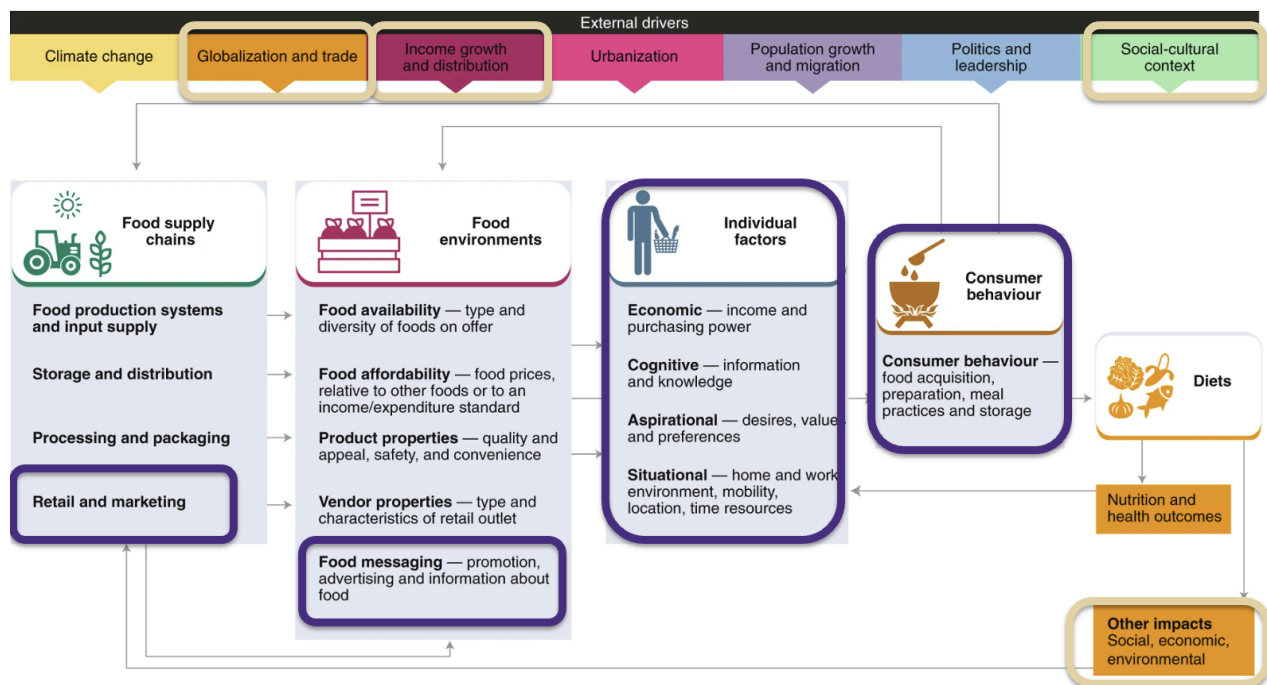 External drivers
Climate change
Globalization and trade
Income growth
and distribution
Urbanization
Population growth
and migration
Politics and
leadership
Social-cultural
context
Food supply
chains
Food production systems
and input supply
Storage and distribution
Processing and packaging
Retail and marketing
Food
environments
Food availability — type and
diversity of foods on offer
Food affordability — food prices,
relative to other foods or to an
income/expenditure standard
Product properties — quality and
appeal, safety, and convenience
Vendor properties — type and
characteristics of retail outlet
Food messaging — promotion,
advertising and information about
food
Individual
factors
Economic — income and
purchasing power
Cognitive — information
and knowledge
Aspirational — desires, values
and preferences
Situational — home and work
environment, mobility,
location, time resources
Consumer
behaviour
Consumer behaviour —
food acquisition,
preparation, meal
practices and storage
Diets
Nutrition and
health outcomes
Other impacts
Social, economic,
environmental